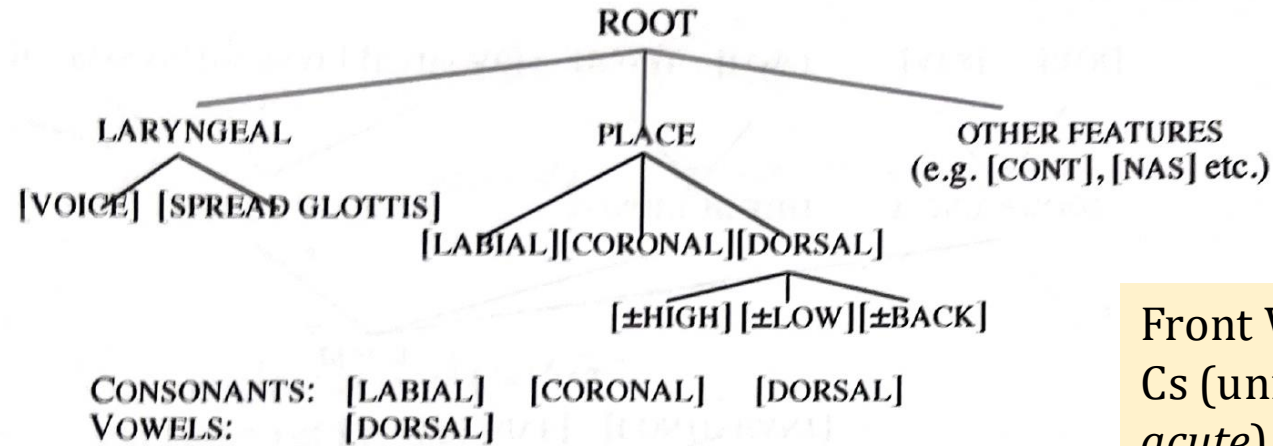 ROOT
LARYNGEAL PLACE OTHER FEATURES
(e.g. [CONT], [NAS] etc.)
[VOICE] [SPREAD GLOTTIS]
[LABIAL][CORONAL][DORSAL]
[±HIGH] [±LOW][±BACK]
CONSONANTS: [LABIAL] [CORONAL] [DORSAL]
VOWELS: [DORSAL]
Front
Cs
acute)